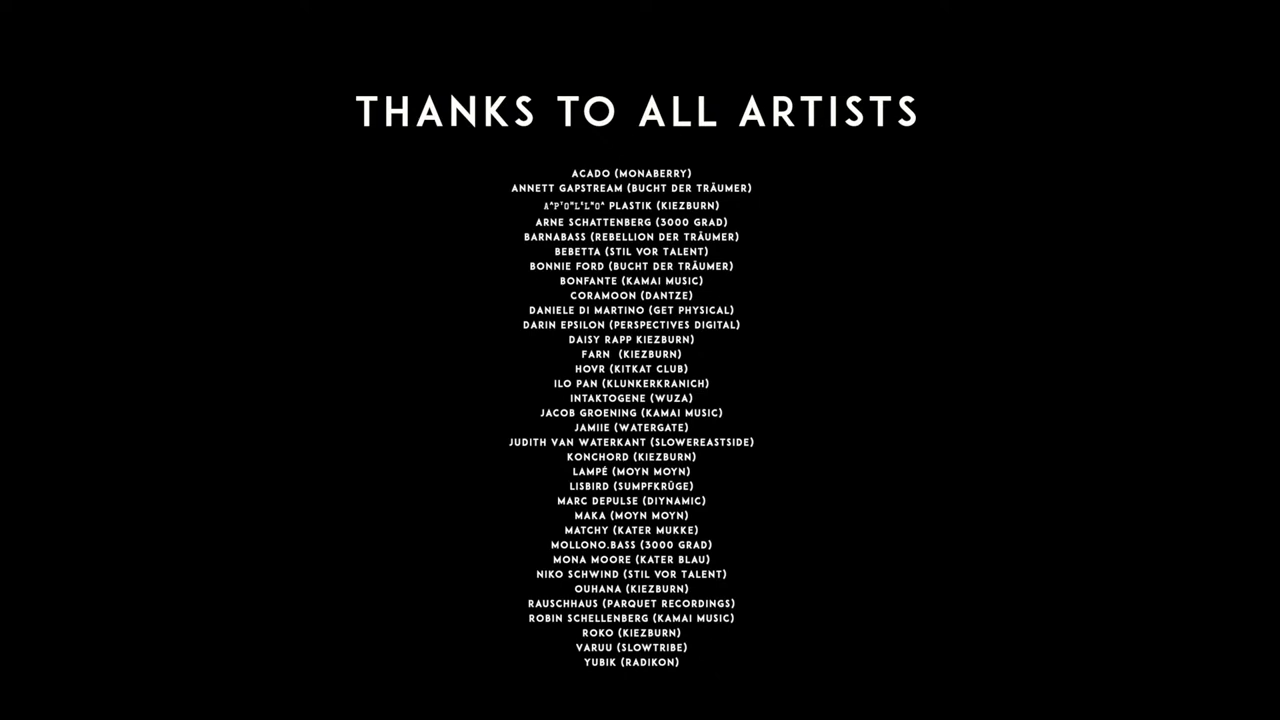 THANKS TO ALL ARTISTS
ACADO (MONABERRY)
ANNETT GAPSTREAM (BUCHT DER TRÄUMER)
PLASTIK (KIEZBURN)
ARNE SCHATTENBERG (3000 GRAD)
BARNABASS (REBELLION DER TRÄUMER)
BEBETTA (STIL VOR TALENT)
BONNIE FORD (BUCHT DER TRÄUMER)
BONFANTE (KAMAI MUSIC)
CORAMOON (DANTZE)
DANIELE DI MARTINO (GET PHYSICAL)
DARIN EPSILON (PERSPECTIVES DIGITAL)
DAISY RAPP KIEZBURN)
FARN (KIEZBURN)
HOVR (KITKAT CLUB)
ILO PAN (KLUNKERKRANICH)
INTAKTOGENE (WUZA)
JACOB GROENING (KAMAI MUSIC)
JAMIIE (WATERGATE)
JUDITH VAN WATERKANT (SLOWEREASTSIDE)
KONCHORD (KIEZBURN)
LAMPÉ (MOYN MOYN)
LISBIRD (SUMPFKRÜGE)
MARC DEPULSE (DIYNAMIC)
MAKA (MOYN MOYN)
MATCHY (KATER MUKKE)
MOLLONO.BASS (3000 GRAD)
MONA MOORE (KATER BLAU)
NIKO SCHWIND (STIL VOR TALENT)
OUHANA (KIEZBURN)
RAUSCHHAUS (PARQUET RECORDINGS)
ROBIN SCHELLENBERG (KAMAI MUSIC)
ROKO (KIEZBURN)
VARUU (SLOWTRIBE)
YUBIK (RADIKON)